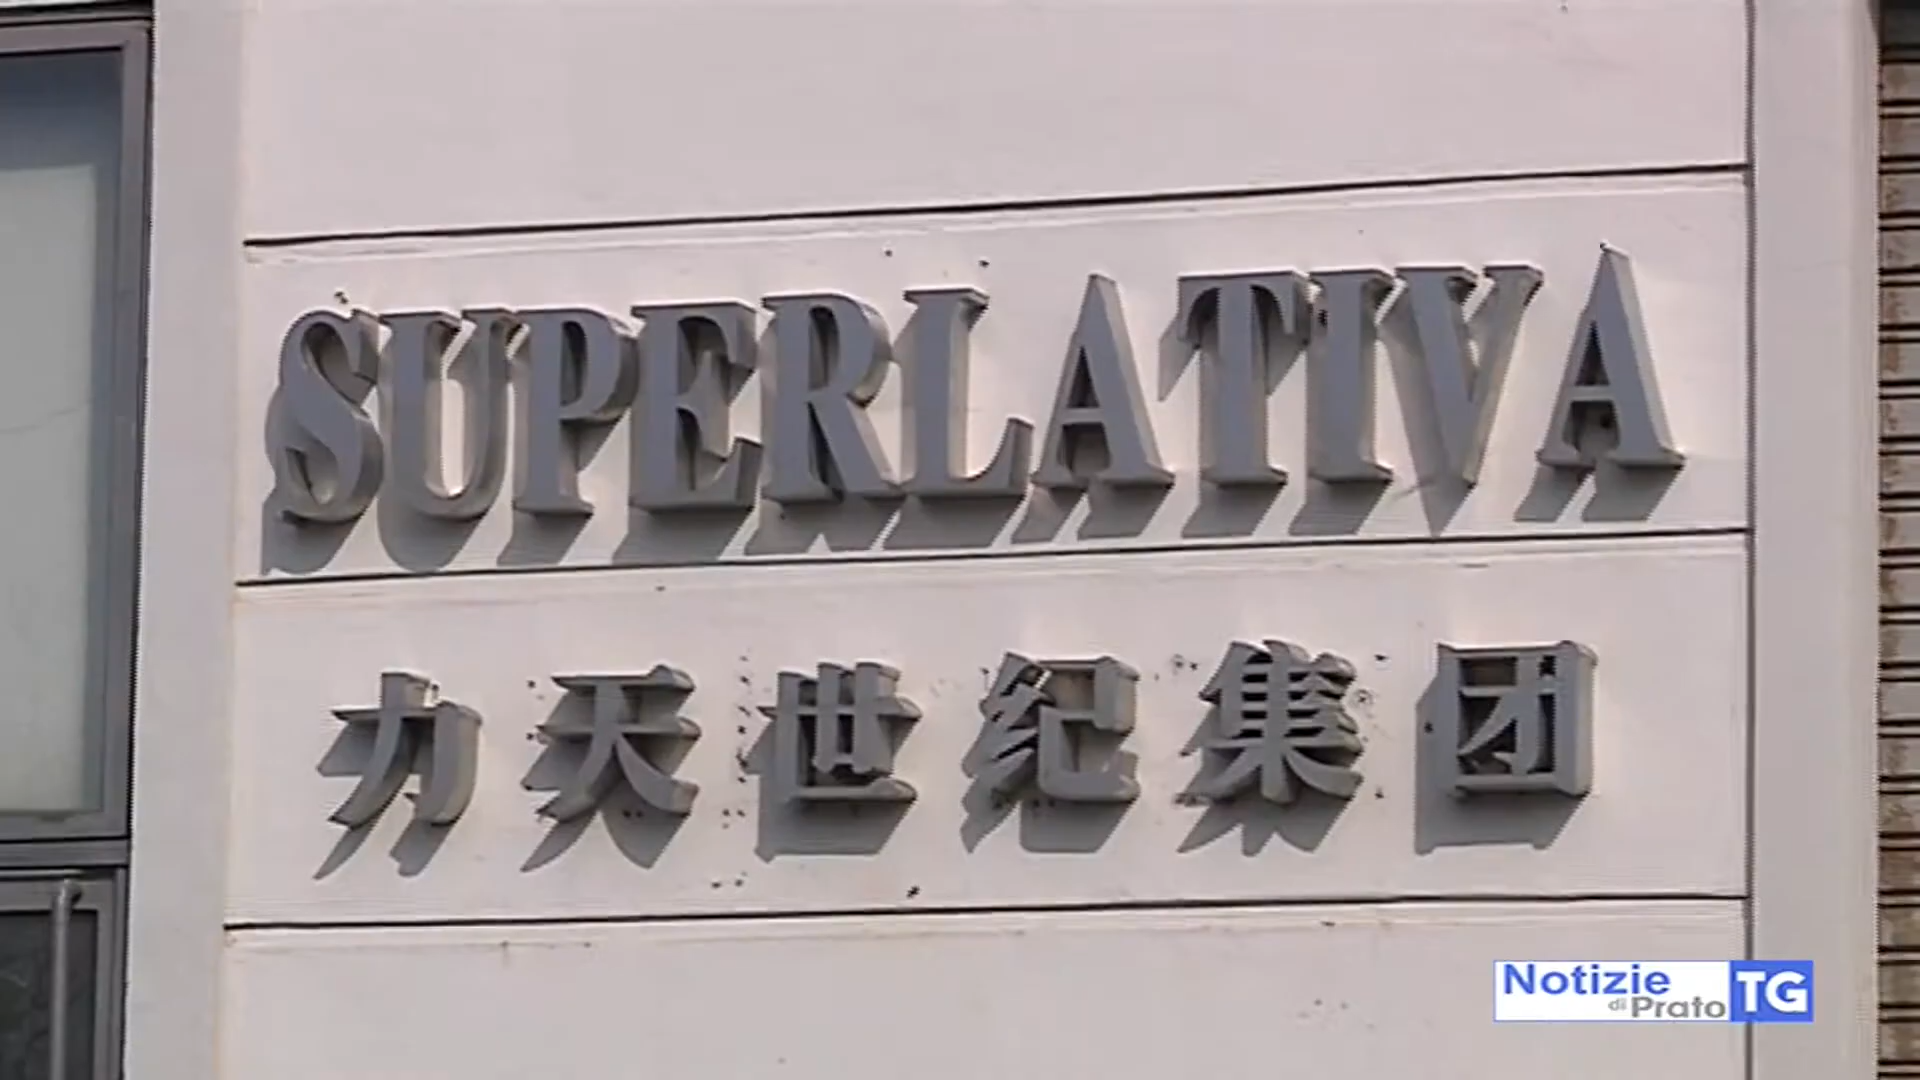 SUPERLATIVA
力天世纪集团
Notizie
di Prato TG